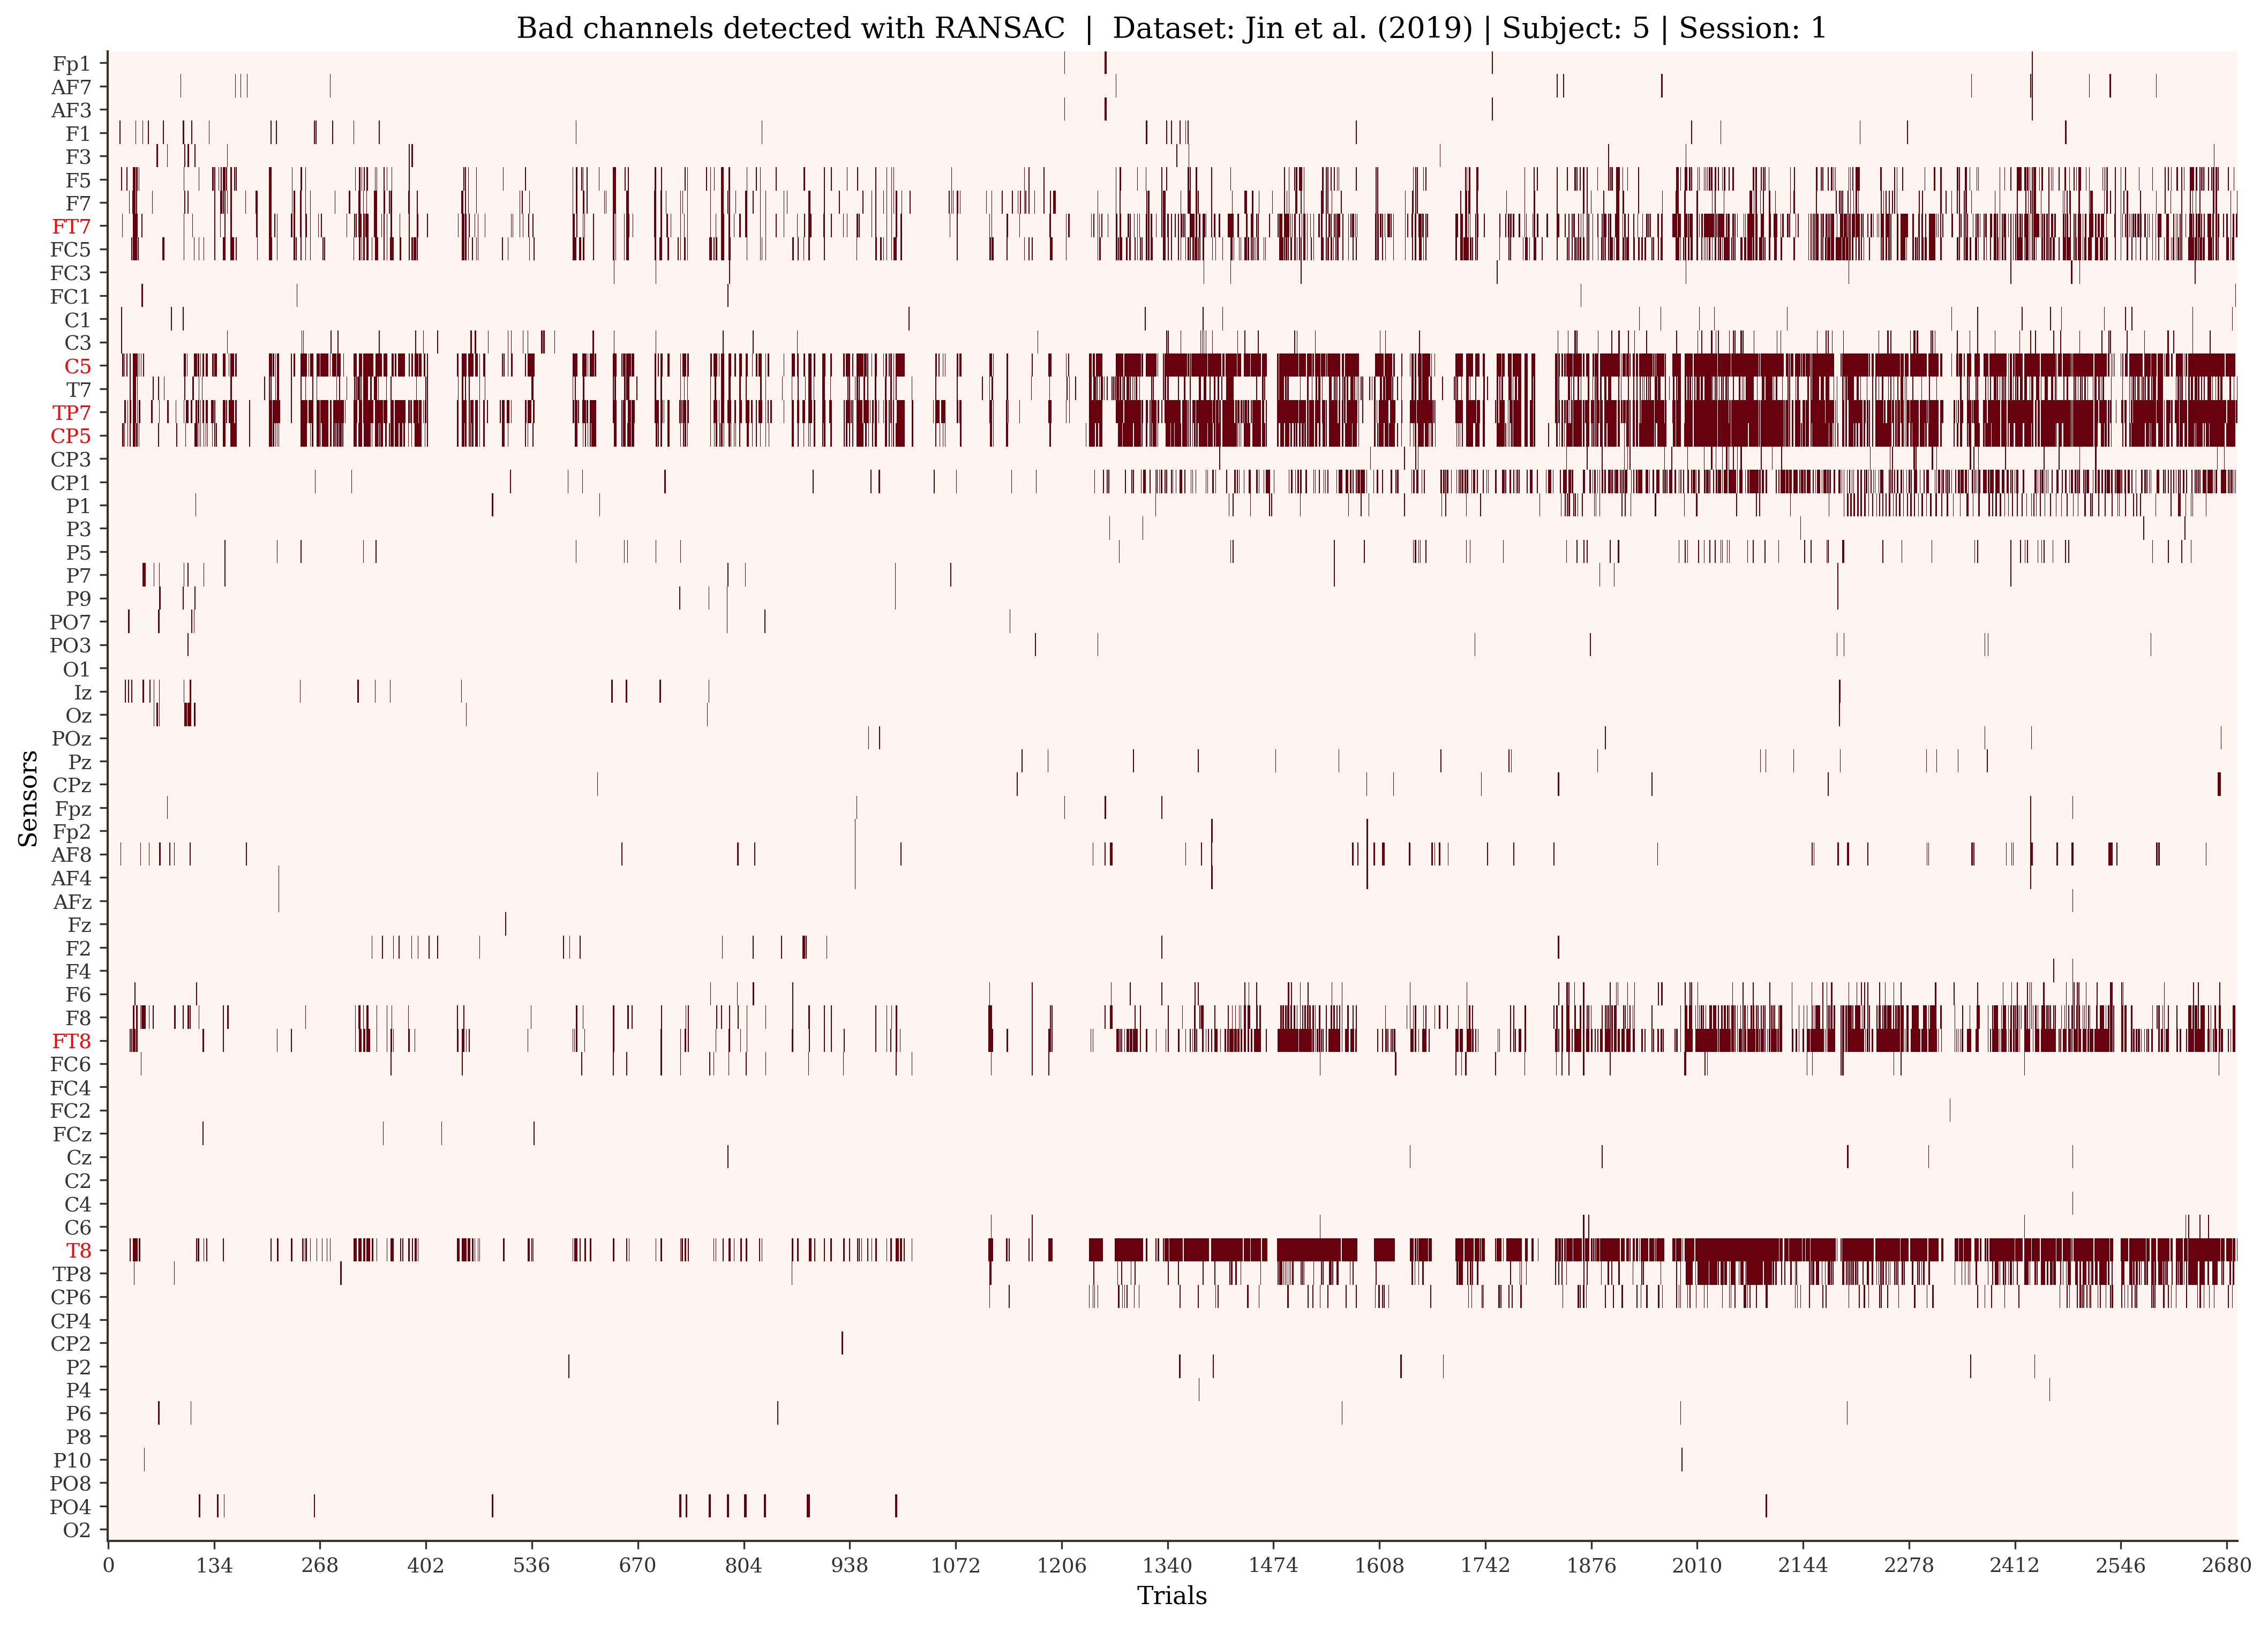 Bad channels detected with RANSAC | Dataset: Jin et al. (2019) | Subject: 5 | Session: 1
Sensors
Fp1
AF7
AF3
F1
F3
F5
F7
FT7
FC5
FC3
FC1
C1
C3
C5
T7
TP7
CP5
CP3
CP1
P1
P3
P5
P7
P9
PO7
PO3
O1
Iz
Oz
POz
Pz
CPz
Fpz
Fp2
AF8
AF4
AFz
Fz
F2
F4
F6
F8
FT8
FC6
FC4
FC2
FCz
Cz
C2
C4
C6
T8
TP8
CP6
CP4
CP2
P2
P4
P6
P8
P10
PO8
PO4
O2
0 134 268 402 536 670 804 938 1072 1206 1340 1474 1608 1742 1876 2010 2144 2278 2412 2546 2680
Trials